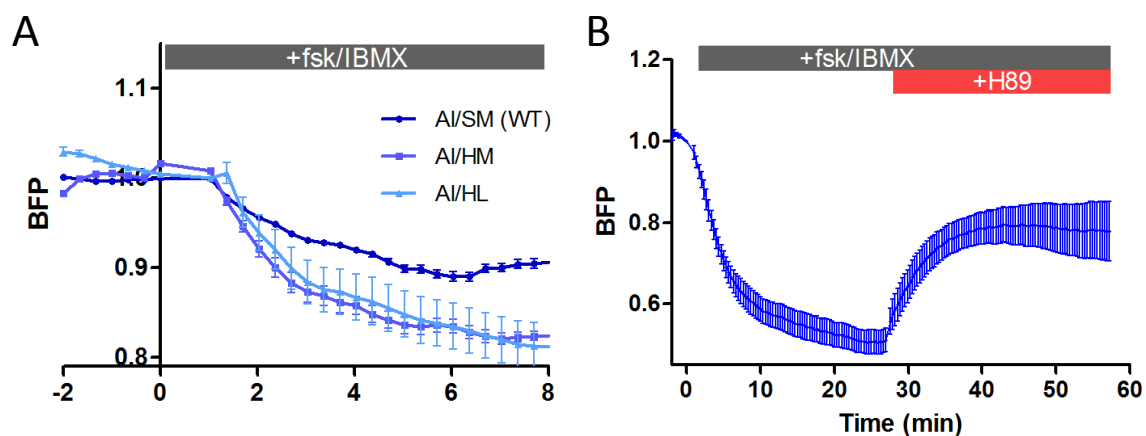 A
+fsk/IBMX
1.1
1.0
0.9
0.8
BFP
AI/SM (WT)
AI/HM
AI/HL
-2 0 2 4 6 8
B
+fsk/IBMX
+H89
1.2
1.0
0.8
0.6
BFP
0 10 20 30 40 50 60
Time (min)